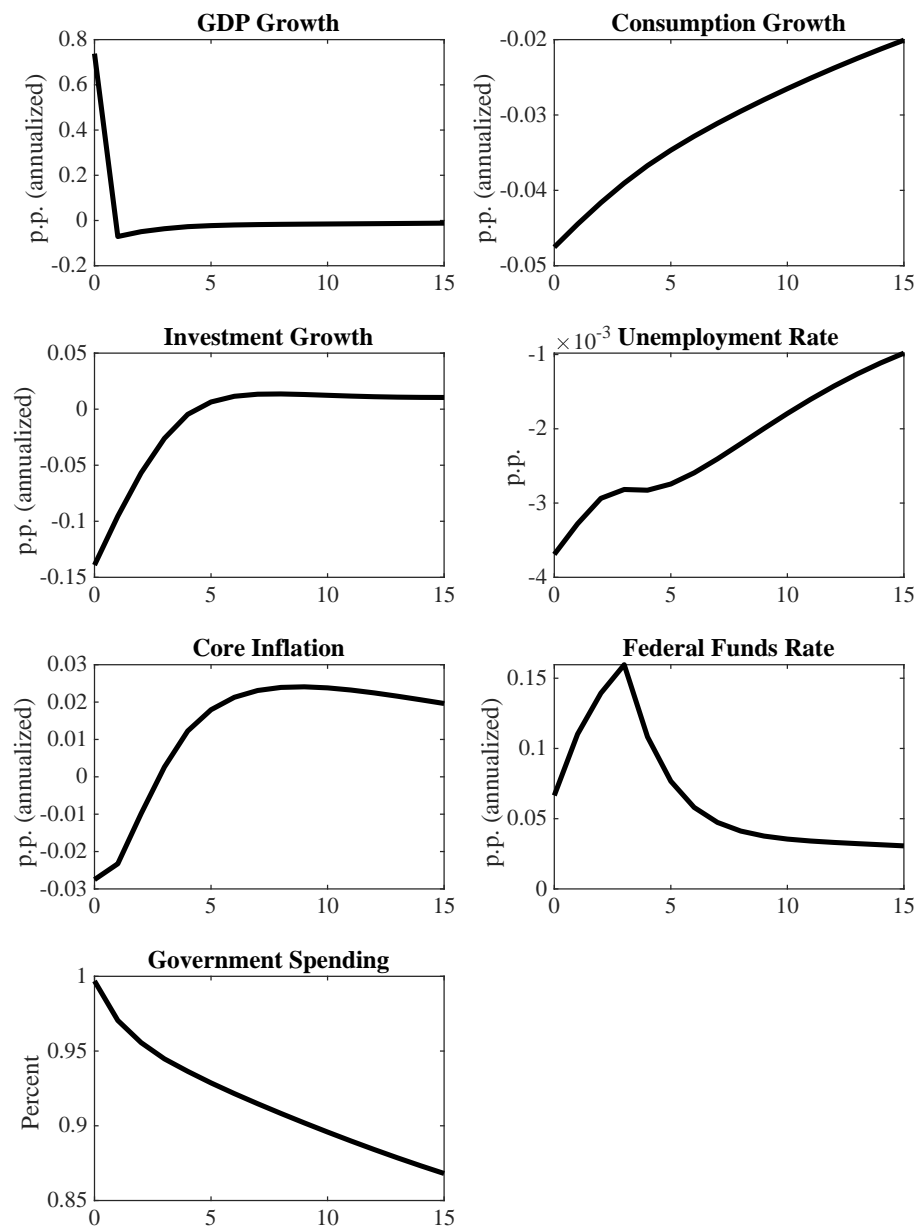 GDP Growth
p.p. (annualized)
0.8
0.6
0.4
0.2
0
-0.2
0 5 10 15
Consumption Growth
p.p. (annualized)
-0.02
-0.03
-0.04
-0.05
0 5 10 15
Investment Growth
p.p. (annualized)
0.05
0
-0.05
-0.1
-0.15
0 5 10 15
×10⁻³ Unemployment Rate
p.p.
-1
-2
-3
-4
0 5 10 15
Core Inflation
p.p. (annualized)
0.03
0.02
0.01
0
-0.01
-0.02
-0.03
0 5 10 15
Federal Funds Rate
p.p. (annualized)
0.15
0.1
0.05
0
0 5 10 15
Government Spending
Percent
1
0.95
0.9
0.85
0 5 10 15